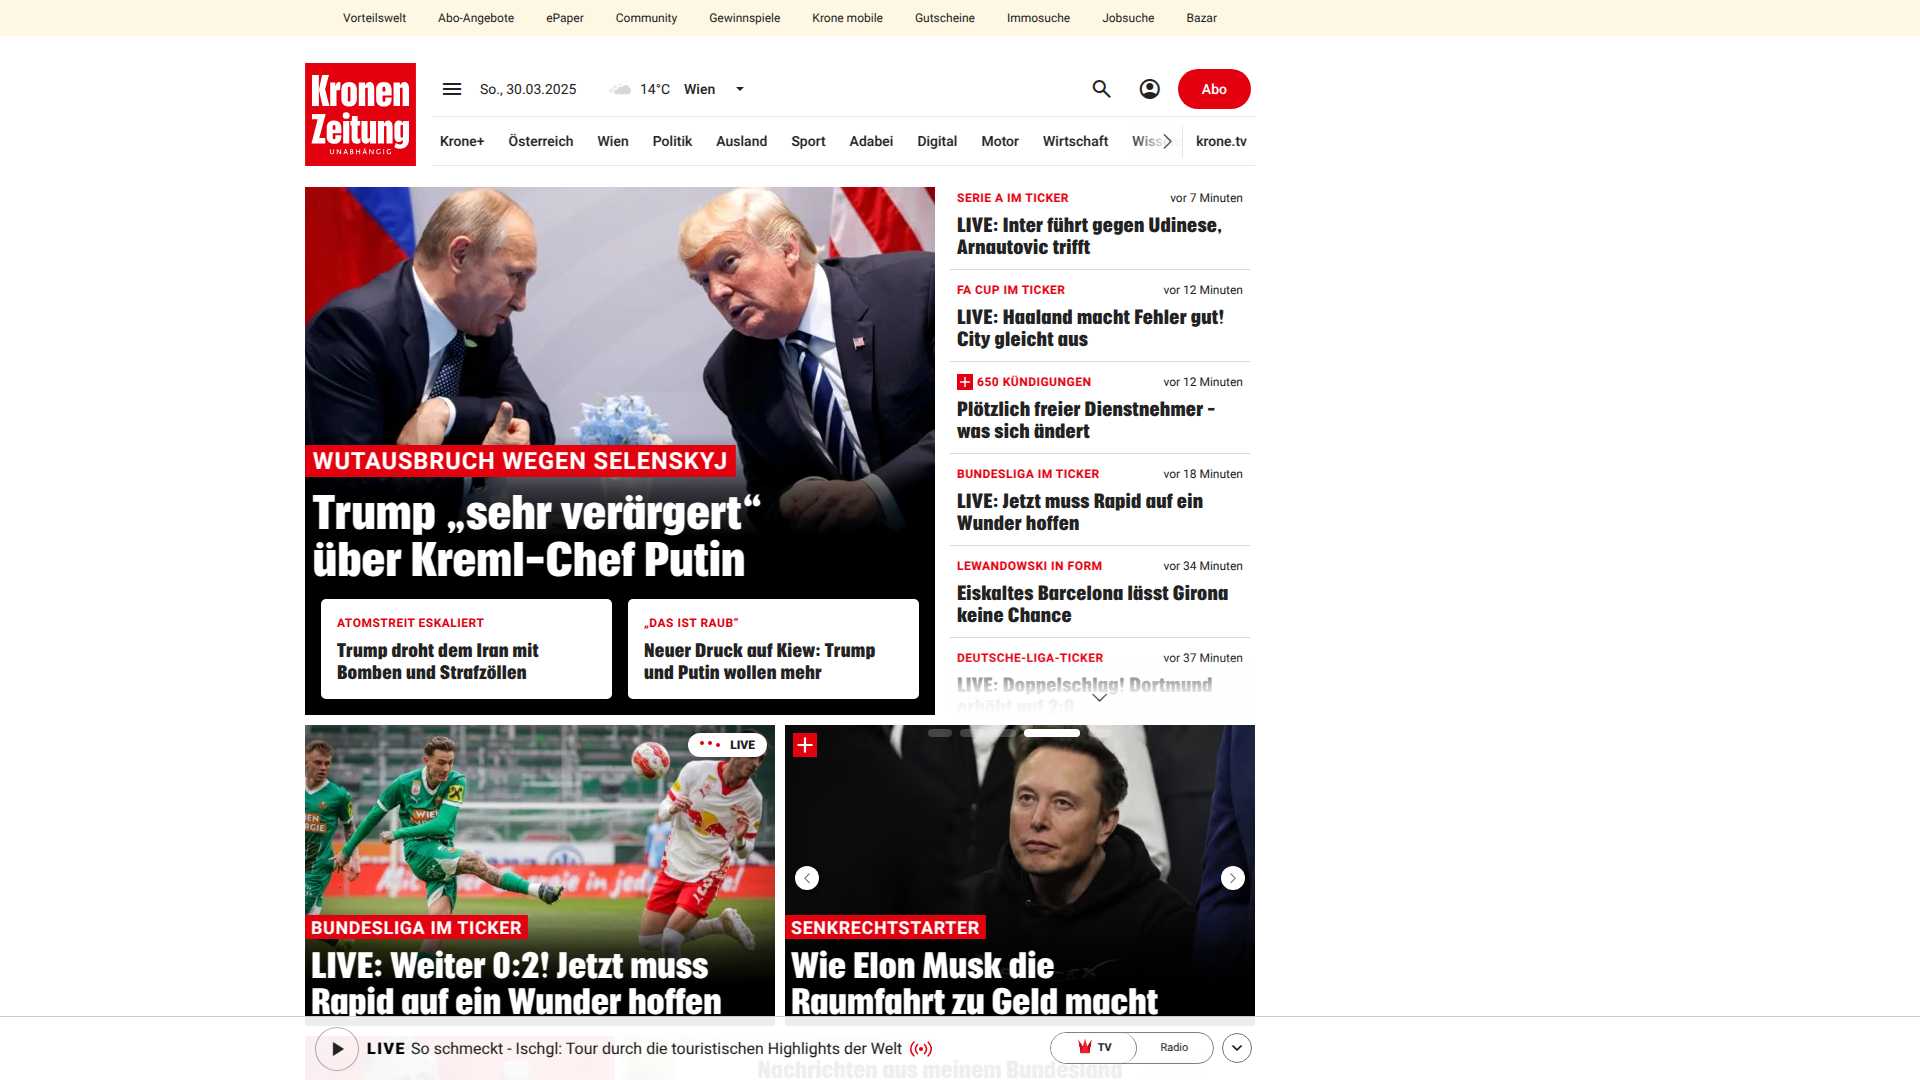 Vorteilswelt Abo-Angebote ePaper Community Gewinnspiele Krone mobile Gutscheine Immosuche Jobsuche Bazar
Kronen
Zeitung
UNABHÄNGIG
So., 30.03.2025 14°C Wien
Abo
Krone+ Österreich Wien Politik Ausland Sport Adabei Digital Motor Wirtschaft krone.tv
WUTAUSBRUCH WEGEN SELENSKYJ
Trump „sehr verärgert“
über Kreml-Chef Putin
ATOMSTREIT ESKALIERT
Trump droht dem Iran mit
Bomben und Strafzöllen
„DAS IST RAUB“
Neuer Druck auf Kiew: Trump
und Putin wollen mehr
SERIE A IM TICKER vor 7 Minuten
LIVE: Inter führt gegen Udinese,
Arnautovic trifft
FA CUP IM TICKER vor 12 Minuten
LIVE: Haaland macht Fehler gut!
City gleicht aus
650 KÜNDIGUNGEN vor 12 Minuten
Plötzlich freier Dienstnehmer -
was sich ändert
BUNDESLIGA IM TICKER vor 18 Minuten
LIVE: Jetzt muss Rapid auf ein
Wunder hoffen
LEWANDOWSKI IN FORM vor 34 Minuten
Eiskaltes Barcelona lässt Girona
keine Chance
DEUTSCHE-LIGA-TICKER vor 37 Minuten
LIVE: Doppelschlag! Dortmund
LIVE
BUNDESLIGA IM TICKER
LIVE: Weiter 0:2! Jetzt muss
Rapid auf ein Wunder hoffen
SENKRECHTSTARTER
Wie Elon Musk die
Raumfahrt zu Geld macht
LIVE So schmeckt - Ischgl: Tour durch die touristischen Highlights der Welt
TV Radio
Nachrichten aus meinem Bundesland